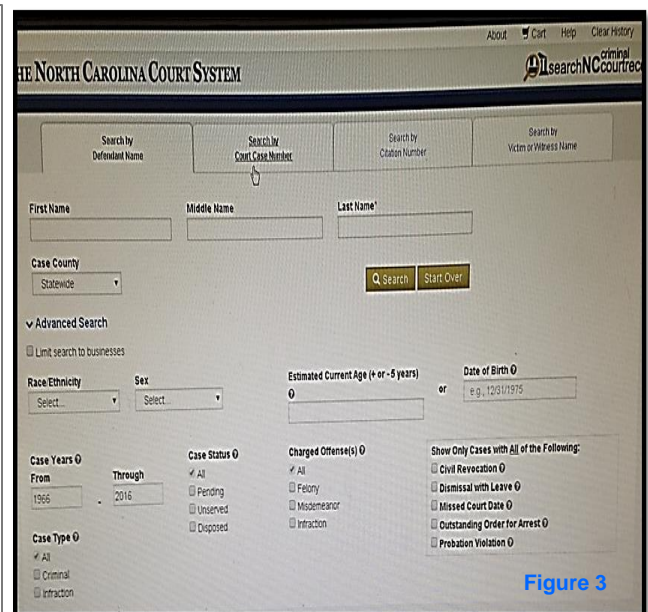 About Cart Help Clear History
HE NORTH CAROLINA COURT SYSTEM
searchNCcriminal courtrec
Search by Defendant Name
Search by Court Case Number
Search by Citation Number
Search by Victim or Witness Name
First Name
Middle Name
Last Name*
Case County
Statewide
Search
Start Over
Advanced Search
Limit search to businesses
Race/Ethnicity
Select...
Sex
Select...
Estimated Current Age (+ or - 5 years)
or
Date of Birth
e.g., 12/31/1975
Case Years
From
1966
-
Through
2016
Case Status
All
Pending
Unserved
Disposed
Charged Offense(s)
All
Felony
Misdemeanor
Infraction
Show Only Cases with All of the Following:
Civil Revocation
Dismissal with Leave
Missed Court Date
Outstanding Order for Arrest
Probation Violation
Case Type
All
Criminal
Infraction
Figure 3